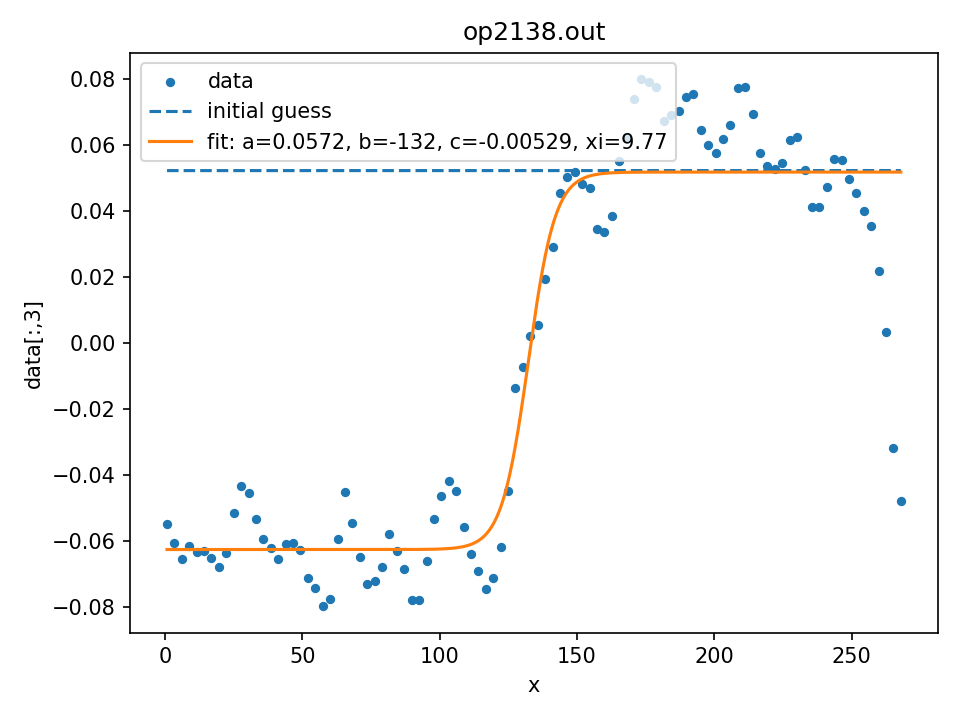 op2138.out
data
initial guess
fit: a=0.0572, b=-132, c=-0.00529, xi=9.77
0.08
0.06
0.04
0.02
0.00
−0.02
−0.04
−0.06
−0.08
data[:,3]
0 50 100 150 200 250
x